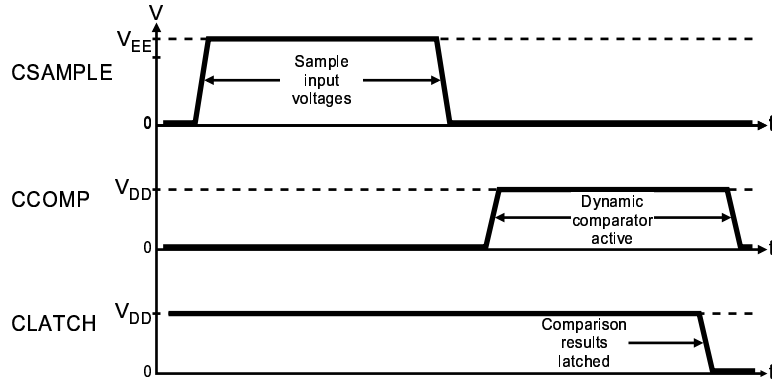 V
VEE
CSAMPLE
Sample
input
voltages
0
t
CCOMP
VDD
Dynamic
comparator
active
0
t
CLATCH
VDD
Comparison
results
latched
0
t